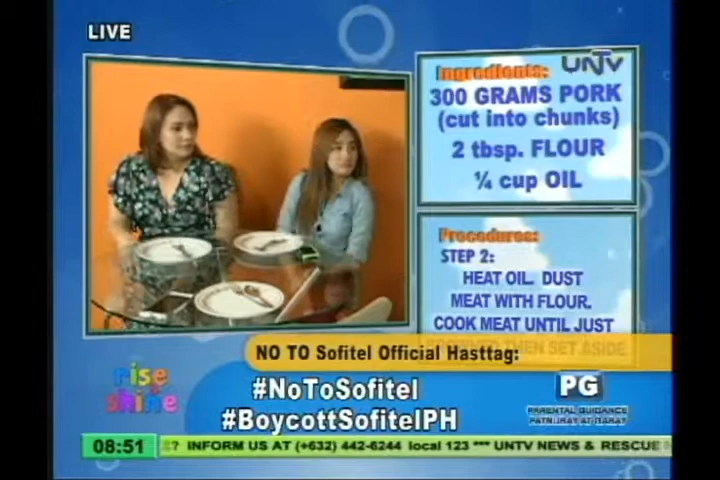 LIVE
Ingredients:
UNTV
300 GRAMS PORK
(cut into chunks)
2 tbsp. FLOUR
¼ cup OIL
Procedures:
STEP 2:
HEAT OIL. DUST
MEAT WITH FLOUR.
COOK MEAT UNTIL JUST
THEN SET ASIDE
NO TO Sofitel Official Hasttag:
rise
shine
#NoToSofitel
#BoycottSofitelPH
PG
PARENTAL GUIDANCE
PATNUBAY AT GABAY
08:51
? INFORM US AT (+632) 442-6244 local 123 *** UNTV NEWS & RESCUE